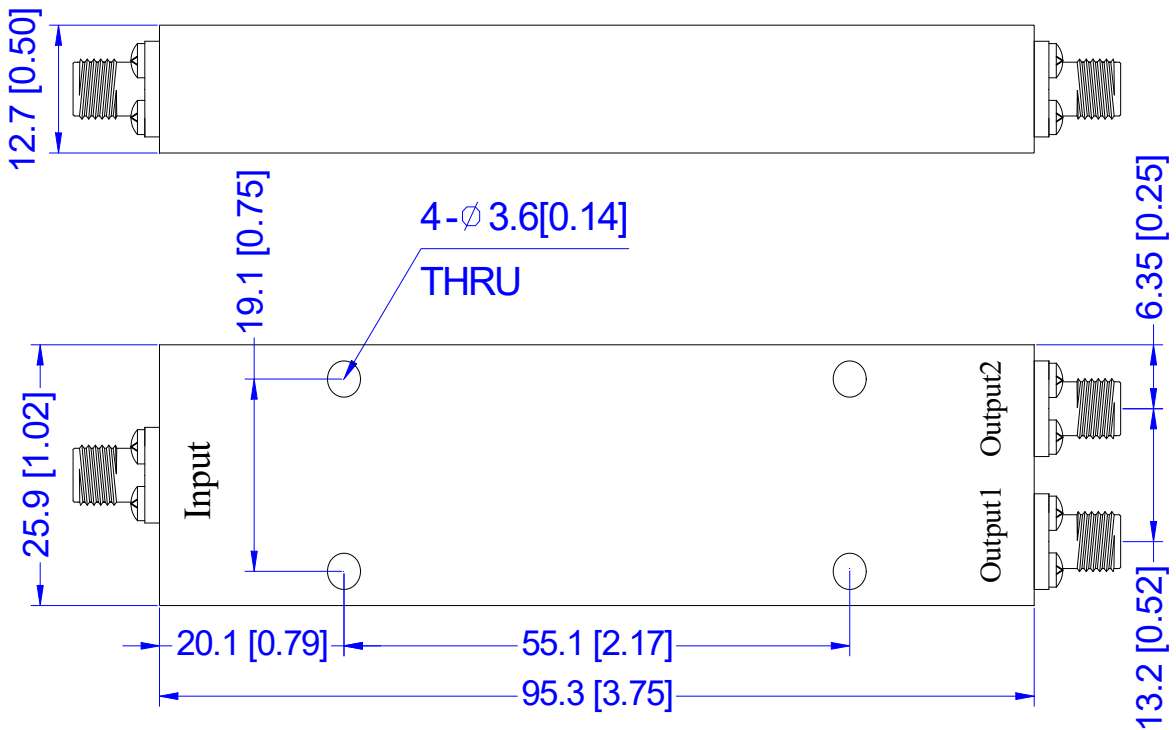 12.7 [0.50]
19.1 [0.75]
4-∅ 3.6[0.14]
THRU
6.35 [0.25]
25.9 [1.02]
Input
Output2
Output1
13.2 [0.52]
20.1 [0.79]
55.1 [2.17]
95.3 [3.75]